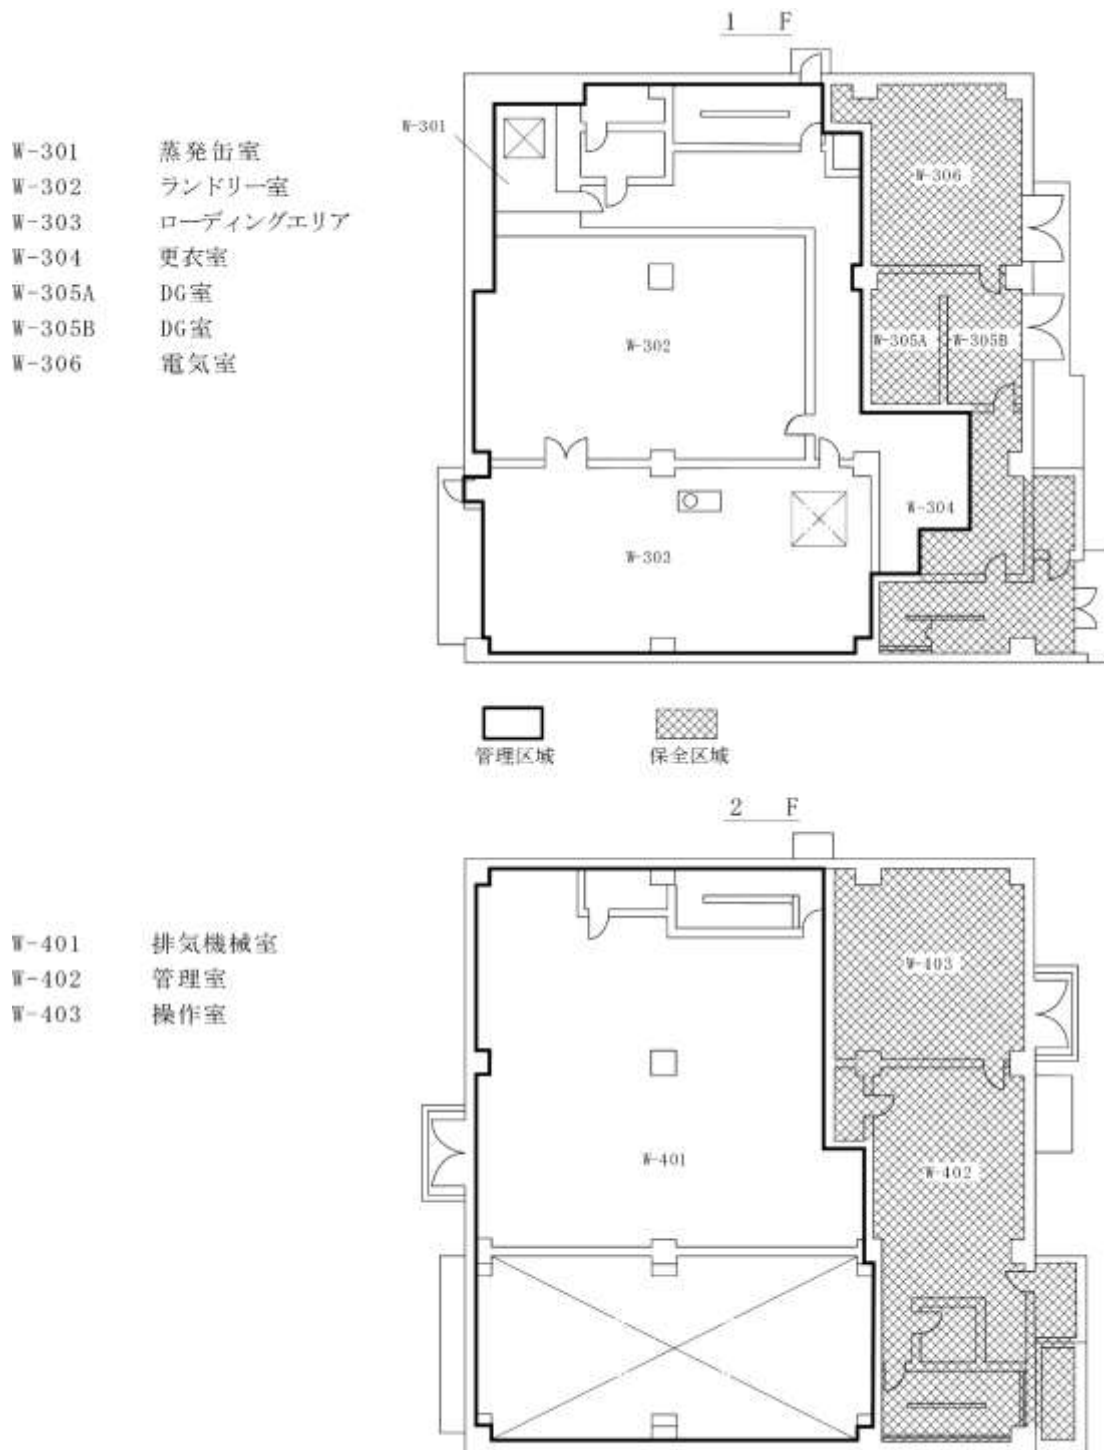 1 F
W-301 蒸発缶室
W-302 ランドリー室
W-303 ローディングエリア
W-304 更衣室
W-305A DG室
W-305B DG室
W-306 電気室
W-301
W-306
W-302
W-305A
W-305B
W-304
W-303
管理区域
保全区域
2 F
W-401 排気機械室
W-402 管理室
W-403 操作室
W-403
W-401
W-402